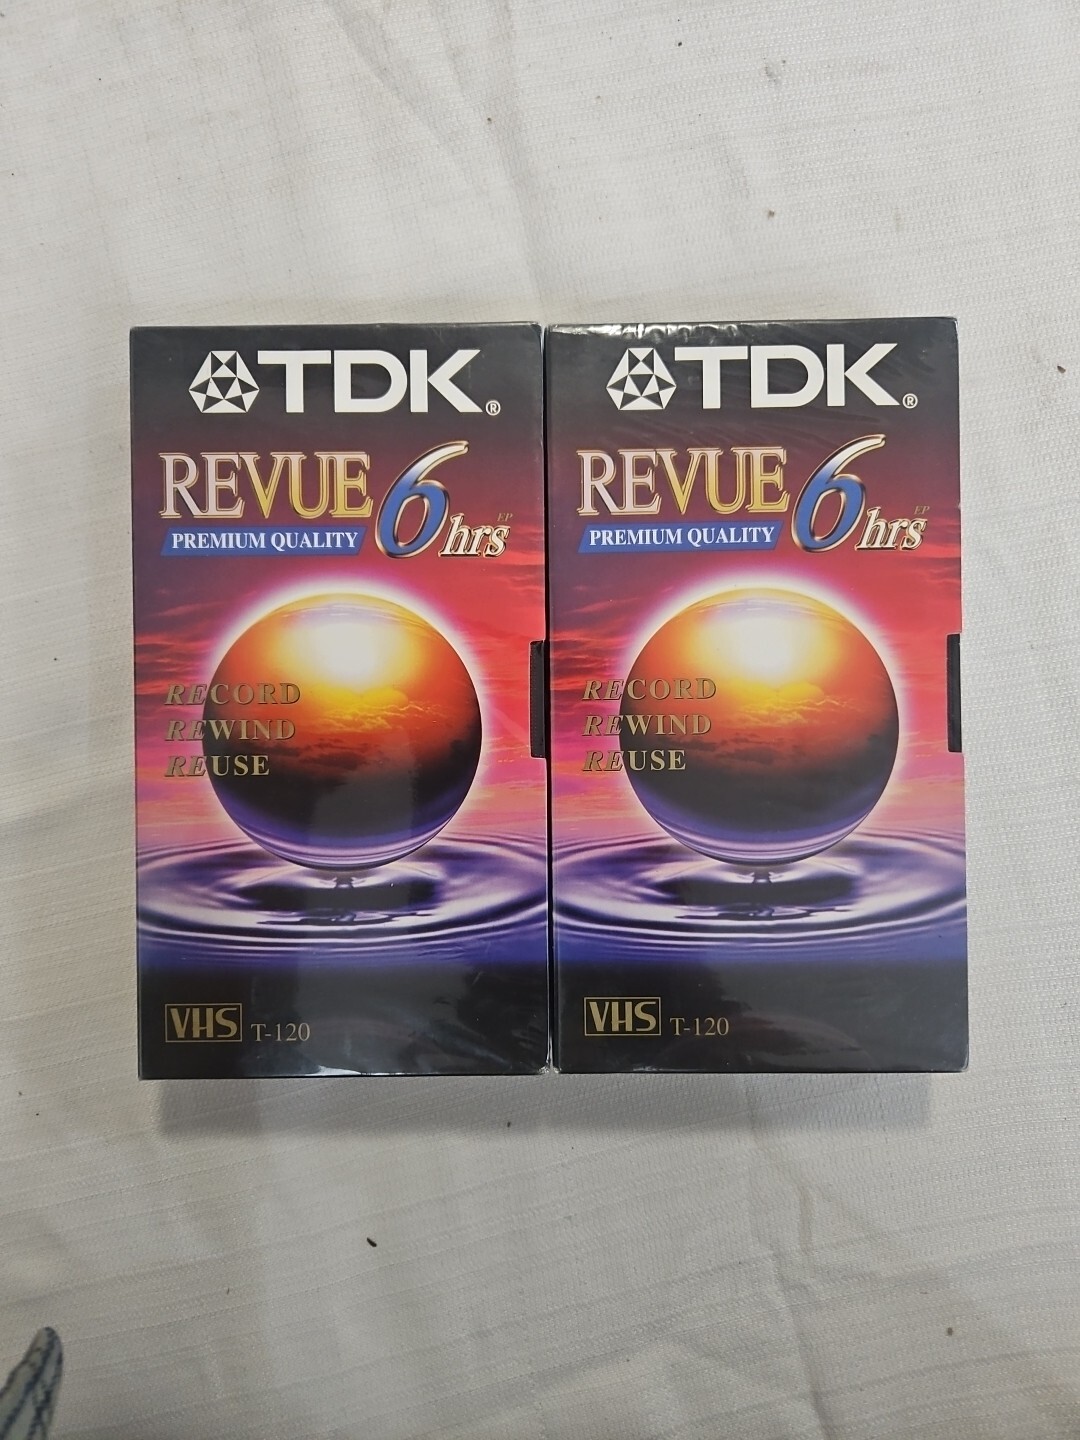 TDK®
REVUE 6hrs EP
PREMIUM QUALITY
RECORD
REWIND
REUSE
VHS T-120
TDK®
REVUE 6hrs EP
PREMIUM QUALITY
RECORD
REWIND
REUSE
VHS T-120